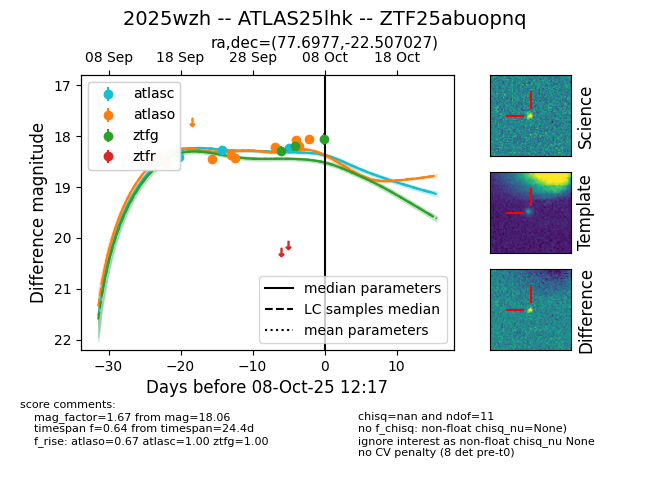 2025wzh -- ATLAS25lhk -- ZTF25abuopnq
ra,dec=(77.6977,-22.507027)
08 Sep 18 Sep 28 Sep 08 Oct 18 Oct
17
18
19
20
21
22
Difference magnitude
atlasc
atlaso
ztfg
ztfr
median parameters
LC samples median
mean parameters
−30 −20 −10 0 10
Days before 08-Oct-25 12:17
Science
Template
Difference
score comments:
mag_factor=1.67 from mag=18.06
timespan f=0.64 from timespan=24.4d
f_rise: atlaso=0.67 atlasc=1.00 ztfg=1.00
chisq=nan and ndof=11
no f_chisq: non-float chisq_nu=None)
ignore interest as non-float chisq_nu None
no CV penalty (8 det pre-t0)